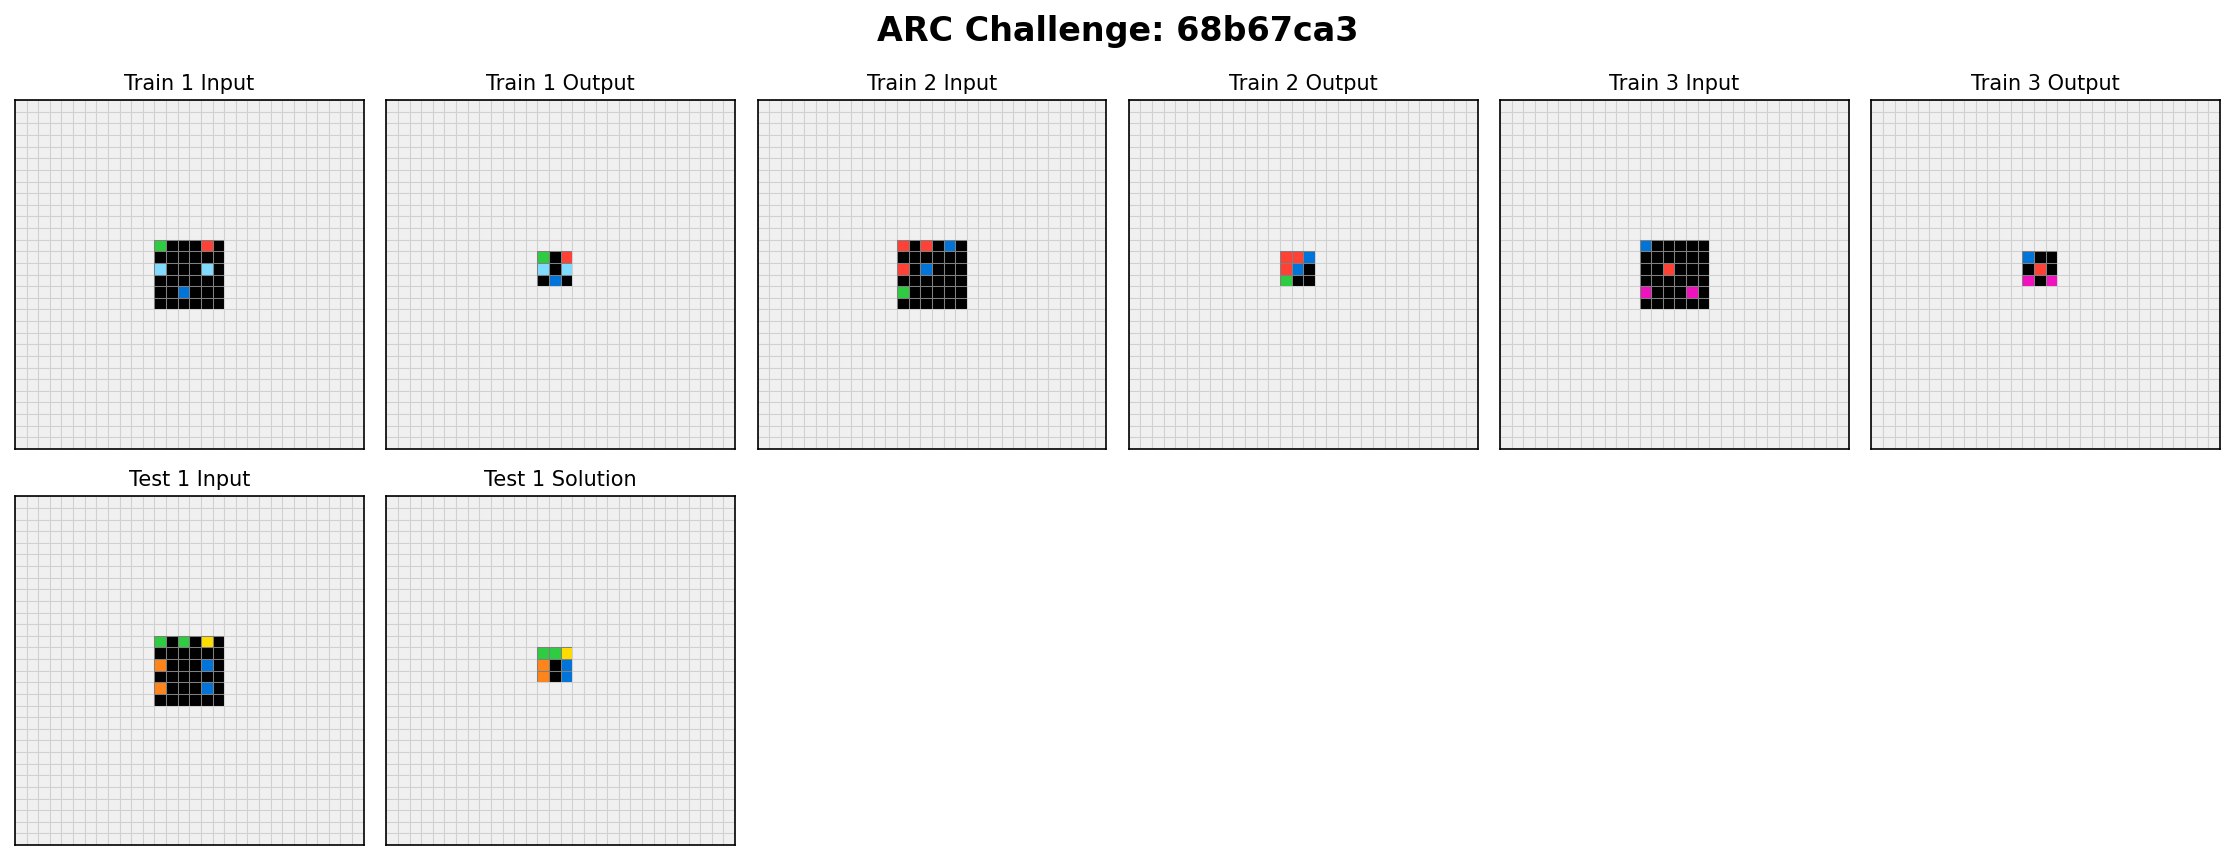 ARC Challenge: 68b67ca3
Train 1 Input
Train 1 Output
Train 2 Input
Train 2 Output
Train 3 Input
Train 3 Output
Test 1 Input
Test 1 Solution